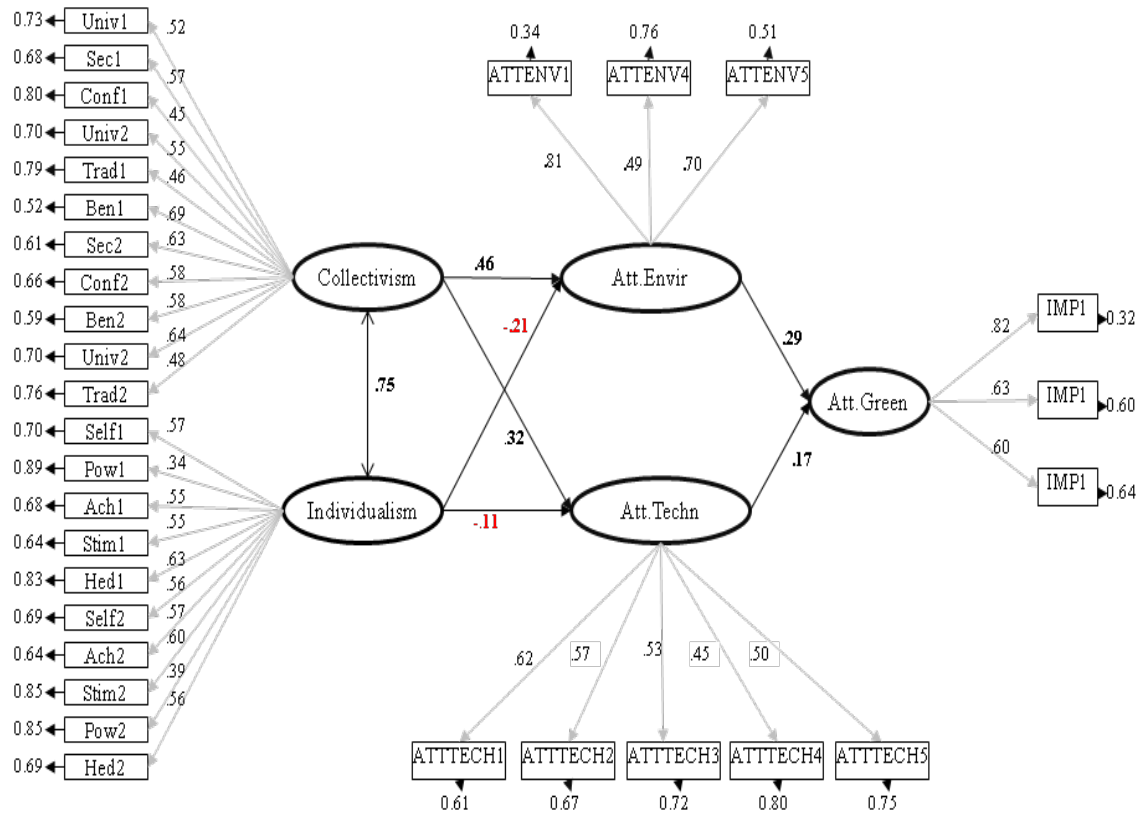 0.73 Univ1 .52
0.68 Sec1 .57
0.80 Conf1 .45
0.70 Univ2 .55
0.79 Trad1 .46
0.52 Ben1 .69
0.61 Sec2 .63
0.66 Conf2 .58
0.59 Ben2 .58
0.70 Univ2 .64
0.76 Trad2 .48
0.70 Self1 .57
0.89 Pow1 .34
0.68 Ach1 .55
0.64 Stim1 .55
0.83 Hed1 .63
0.69 Self2 .56
0.64 Ach2 .57
0.85 Stim2 .60
0.85 Pow2 .39
0.69 Hed2 .56
0.34 0.76 0.51
ATTENV1 ATTENV4 ATTENV5
.81 .49 .70
Collectivism .46 Att.Envir
-.21
.75
.32
Individualism -.11 Att.Techn
.29
.17
Att.Green
.82 IMP1 0.32
.63 IMP1 0.60
.60 IMP1 0.64
.62 .57 .53 .45 .50
ATTTECH1 ATTTECH2 ATTTECH3 ATTTECH4 ATTTECH5
0.61 0.67 0.72 0.80 0.75